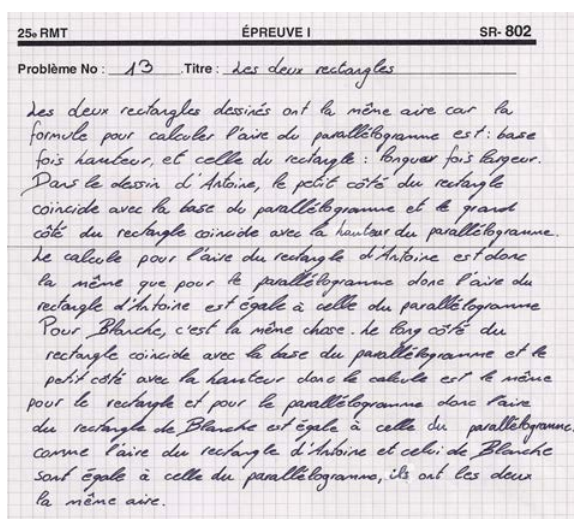 25e RMT ÉPREUVE I SR- 802
Problème No : 13 Titre : Les deux rectangles
Les deux rectangles dessinés ont la même aire car la
formule pour calculer l'aire du parallélogramme est : base
fois hauteur, et celle du rectangle : longueur fois largeur.
Dans le dessin d'Antoine, le petit côté du rectangle
coïncide avec la base du parallélogramme et le grand
côté du rectangle coïncide avec la hauteur du parallélogramme.
Le calcule pour l'aire du rectangle d'Antoine est donc
la même que pour le parallélogramme donc l'aire du
rectangle d'Antoine est égale à celle du parallélogramme
Pour Blanche, c'est la même chose. Le long côté du
rectangle coïncide avec la base du parallélogramme et le
petit côté avec la hauteur donc le calcule est le même
pour le rectangle et pour le parallélogramme donc l'aire
du rectangle de Blanche est égale à celle du parallélogramme.
comme l'aire du rectangle d'Antoine et celui de Blanche
sont égale à celle du parallélogramme, ils ont les deux
la même aire.